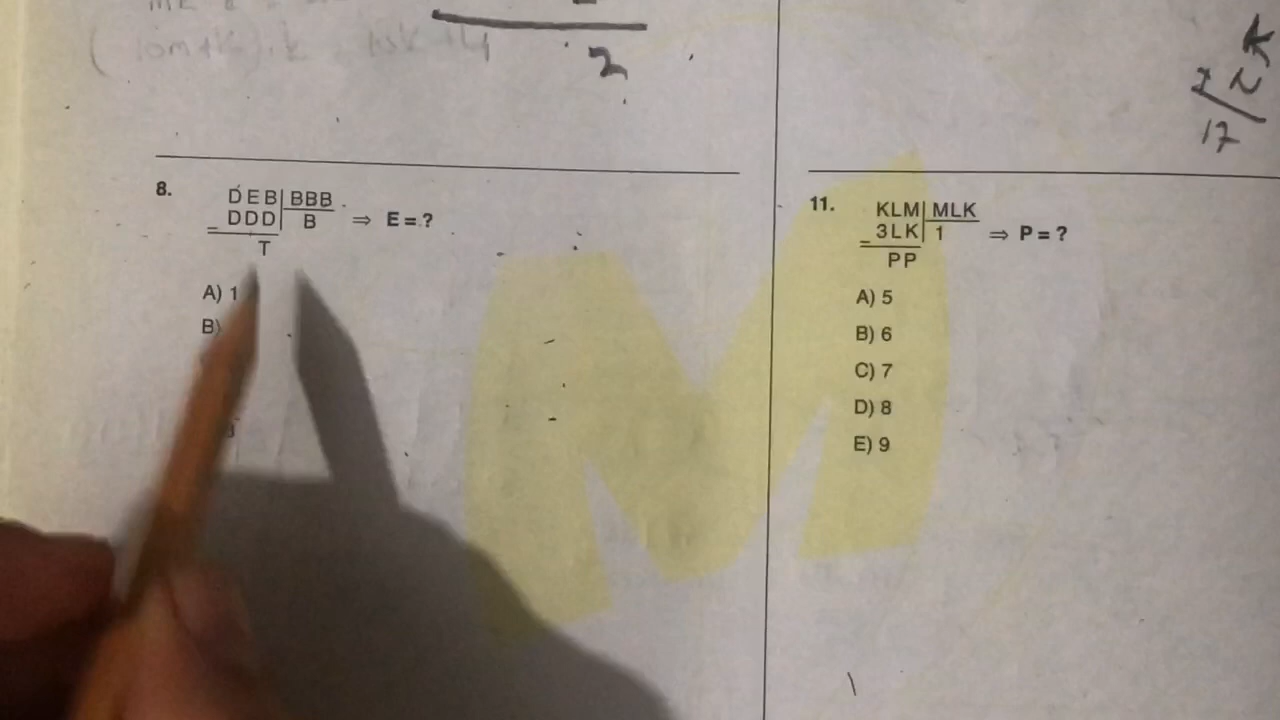 2
17
8.
DEB BBB
DDD B ⇒ E = ?
T
A) 1
B)
11.
KLM MLK
3LK 1 ⇒ P = ?
PP
A) 5
B) 6
C) 7
D) 8
E) 9